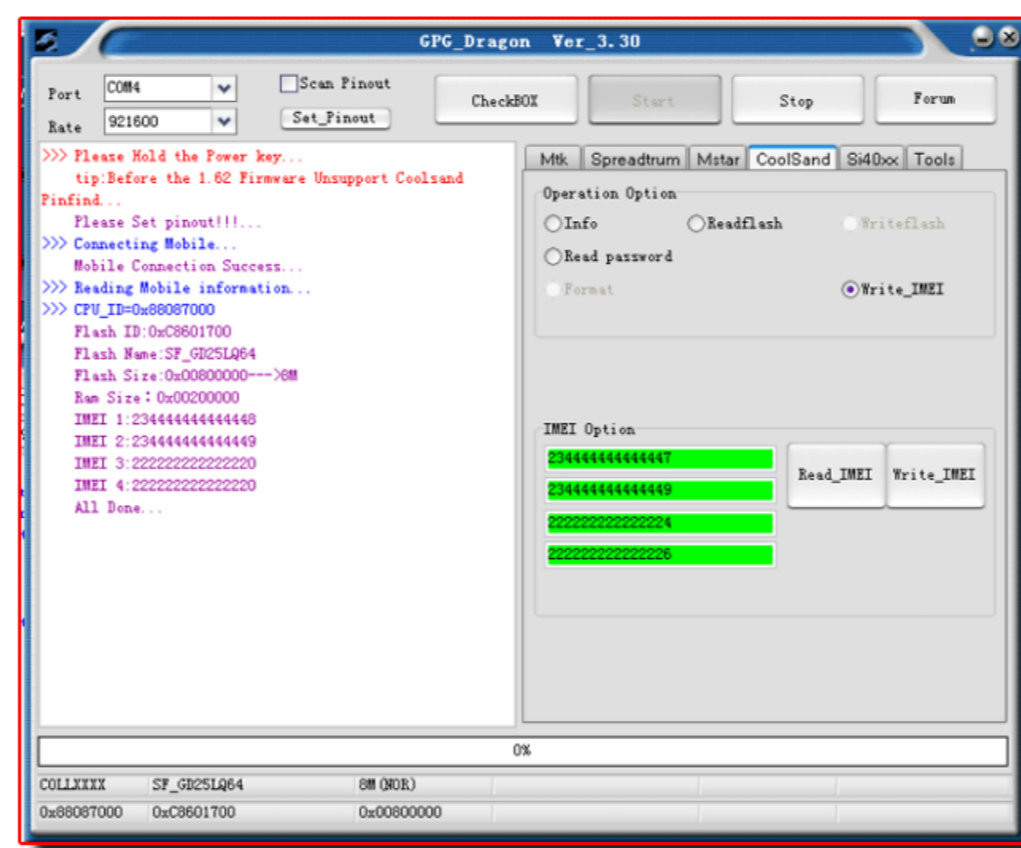 GPG_Dragon Ver_3.30
Port COM4 Scan Pinout
Rate 921600 Set_Pinout
CheckBOX Start Stop Forum
>>> Please Hold the Power key...
tip:Before the 1.62 Firmware Unsupport Coolsand
Pinfind...
Please Set pinout!!!...
>>> Connecting Mobile...
Mobile Connection Success...
>>> Reading Mobile information...
>>> CPU_ID=0x88087000
Flash ID:0xC8601700
Flash Name:SF_GD25LQ64
Flash Size:0x00800000--->8M
Ram Size:0x00200000
IMEI 1:234444444444448
IMEI 2:234444444444449
IMEI 3:222222222222220
IMEI 4:222222222222220
All Done...
Mtk Spreadtrum Mstar CoolSand Si40xx Tools
Operation Option
Info Readflash Writeflash
Read password
Format Write_IMEI
IMEI Option
234444444444447
234444444444449
222222222222224
222222222222226
Read_IMEI Write_IMEI
0%
COLLXXXX SF_GD25LQ64 8M(NOR)
0x88087000 0xC8601700 0x00800000